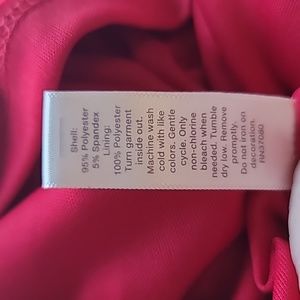 Shell:
95% Polyester
5% Spandex
Lining:
100% Polyester
Turn garment
inside out.
Machine wash
cold with like
colors. Gentle
cycle. Only
non-chlorine
bleach when
needed. Tumble
dry low. Remove
promptly.
Do not iron on
decoration.
RN37080